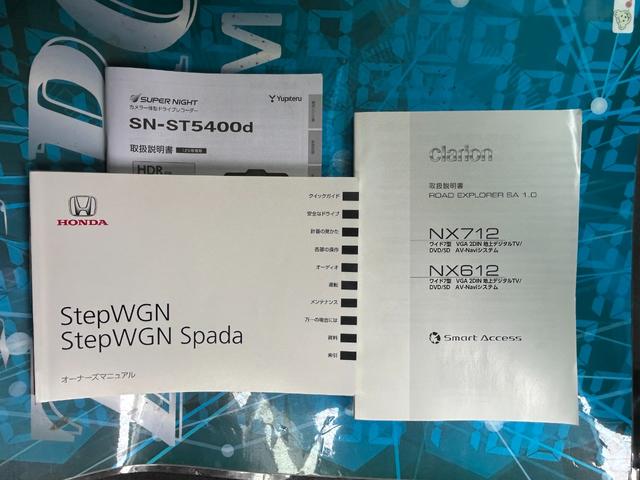 SUPER NIGHT
Yupiteru
カメラ一体型ドライブレコーダー
SN-ST5400d
取扱説明書
HDR
HONDA
クイックガイド
安全なドライブ
計器の見かた
各部の操作
オーディオ
運転
メンテナンス
万一の場合には
資料
索引
StepWGN
StepWGN Spada
オーナーズマニュアル
clarion
取扱説明書
ROAD EXPLORER SA 1.0
NX712
ワイド7型 VGA 2DIN 地上デジタルTV/
DVD/SD AV-Naviシステム
NX612
ワイド7型 VGA 2DIN 地上デジタルTV/
DVD/SD AV-Naviシステム
Smart Access